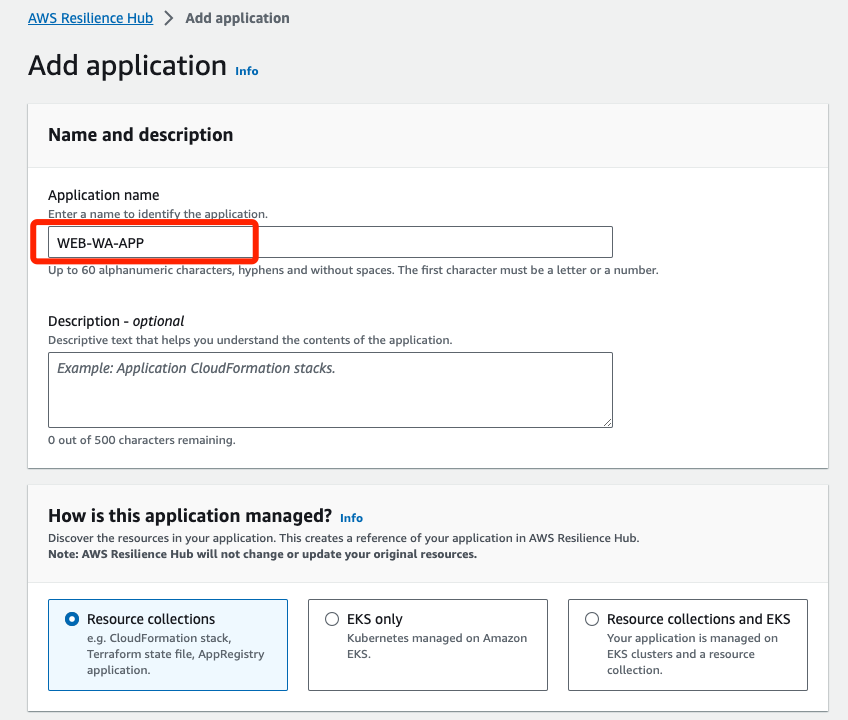 AWS Resilience Hub > Add application
Add application Info
Name and description
Application name
Enter a name to identify the application.
WEB-WA-APP
Up to 60 alphanumeric characters, hyphens and without spaces. The first character must be a letter or a number.
Description - optional
Descriptive text that helps you understand the contents of the application.
Example: Application CloudFormation stacks.
0 out of 500 characters remaining.
How is this application managed? Info
Discover the resources in your application. This creates a reference of your application in AWS Resilience Hub.
Note: AWS Resilience Hub will not change or update your original resources.
Resource collections
e.g. CloudFormation stack,
Terraform state file, AppRegistry
application.
EKS only
Kubernetes managed on Amazon
EKS.
Resource collections and EKS
Your application is managed on
EKS clusters and a resource
collection.